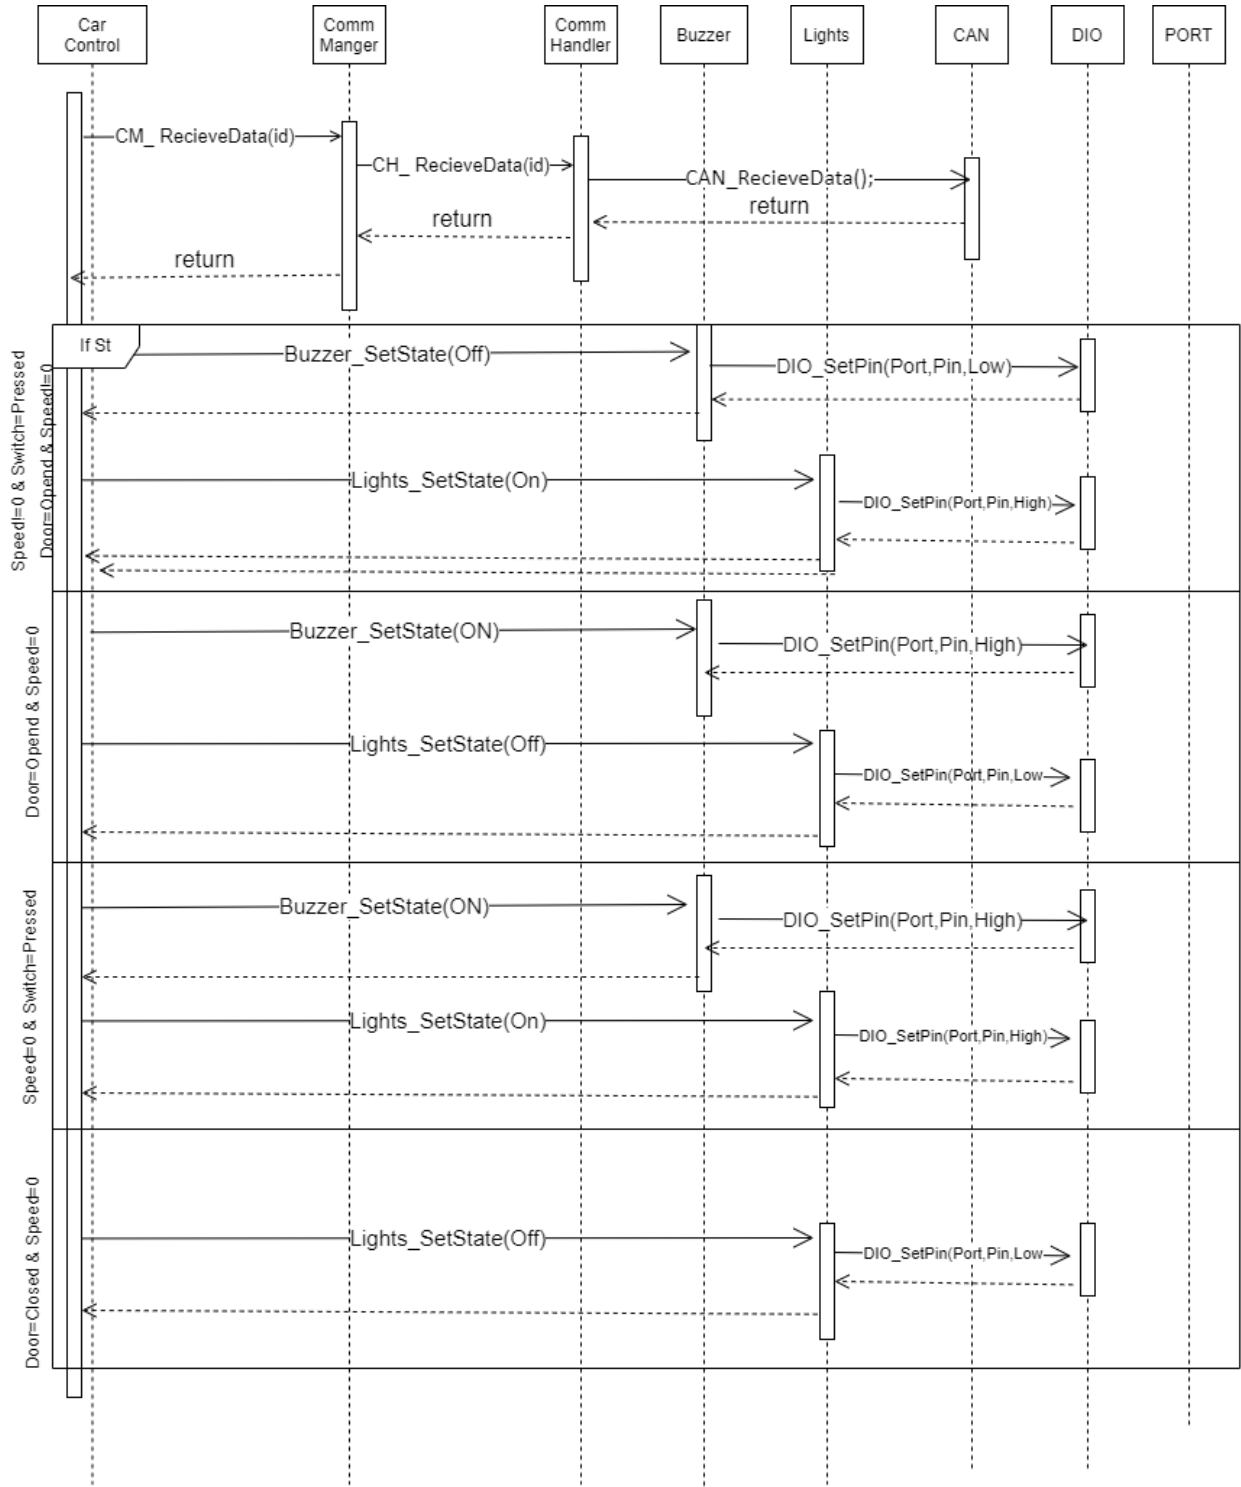 Car
Control
Comm
Manger
Comm
Handler
Buzzer
Lights
CAN
DIO
PORT
CM_ RecieveData(id)
CH_ RecieveData(id)
CAN_RecieveData();
return
return
return
If St
Speed!=0 & Switch=Pressed
Door=Opend & Speed!=0
Buzzer_SetState(Off)
DIO_SetPin(Port,Pin,Low)
Lights_SetState(On)
DIO_SetPin(Port,Pin,High)
Door=Opend & Speed=0
Buzzer_SetState(ON)
DIO_SetPin(Port,Pin,High)
Lights_SetState(Off)
DIO_SetPin(Port,Pin,Low
Speed=0 & Switch=Pressed
Buzzer_SetState(ON)
DIO_SetPin(Port,Pin,High)
Lights_SetState(On)
DIO_SetPin(Port,Pin,High)
Door=Closed & Speed=0
Lights_SetState(Off)
DIO_SetPin(Port,Pin,Low